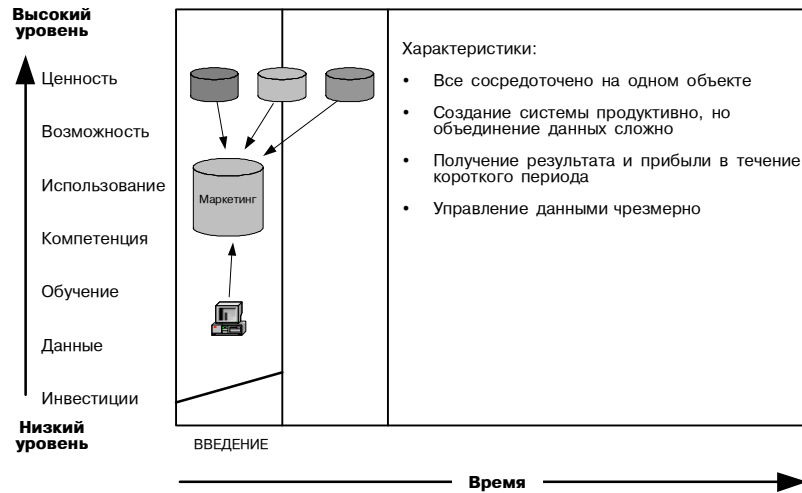 Высокий
уровень
Ценность
Возможность
Использование
Компетенция
Обучение
Данные
Инвестиции
Низкий
уровень
Маркетинг
ВВЕДЕНИЕ
Характеристики:
• Все сосредоточено на одном объекте
• Создание системы продуктивно, но
объединение данных сложно
• Получение результата и прибыли в течение
короткого периода
• Управление данными чрезмерно
Время